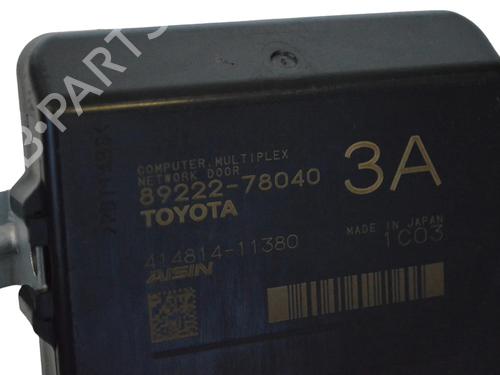 B-PARTS
COMPUTER, MULTIPLEX
NETWORK DOOR
89222-78040
3A
TOYOTA
414814-11380
MADE IN JAPAN
AISIN
1C03